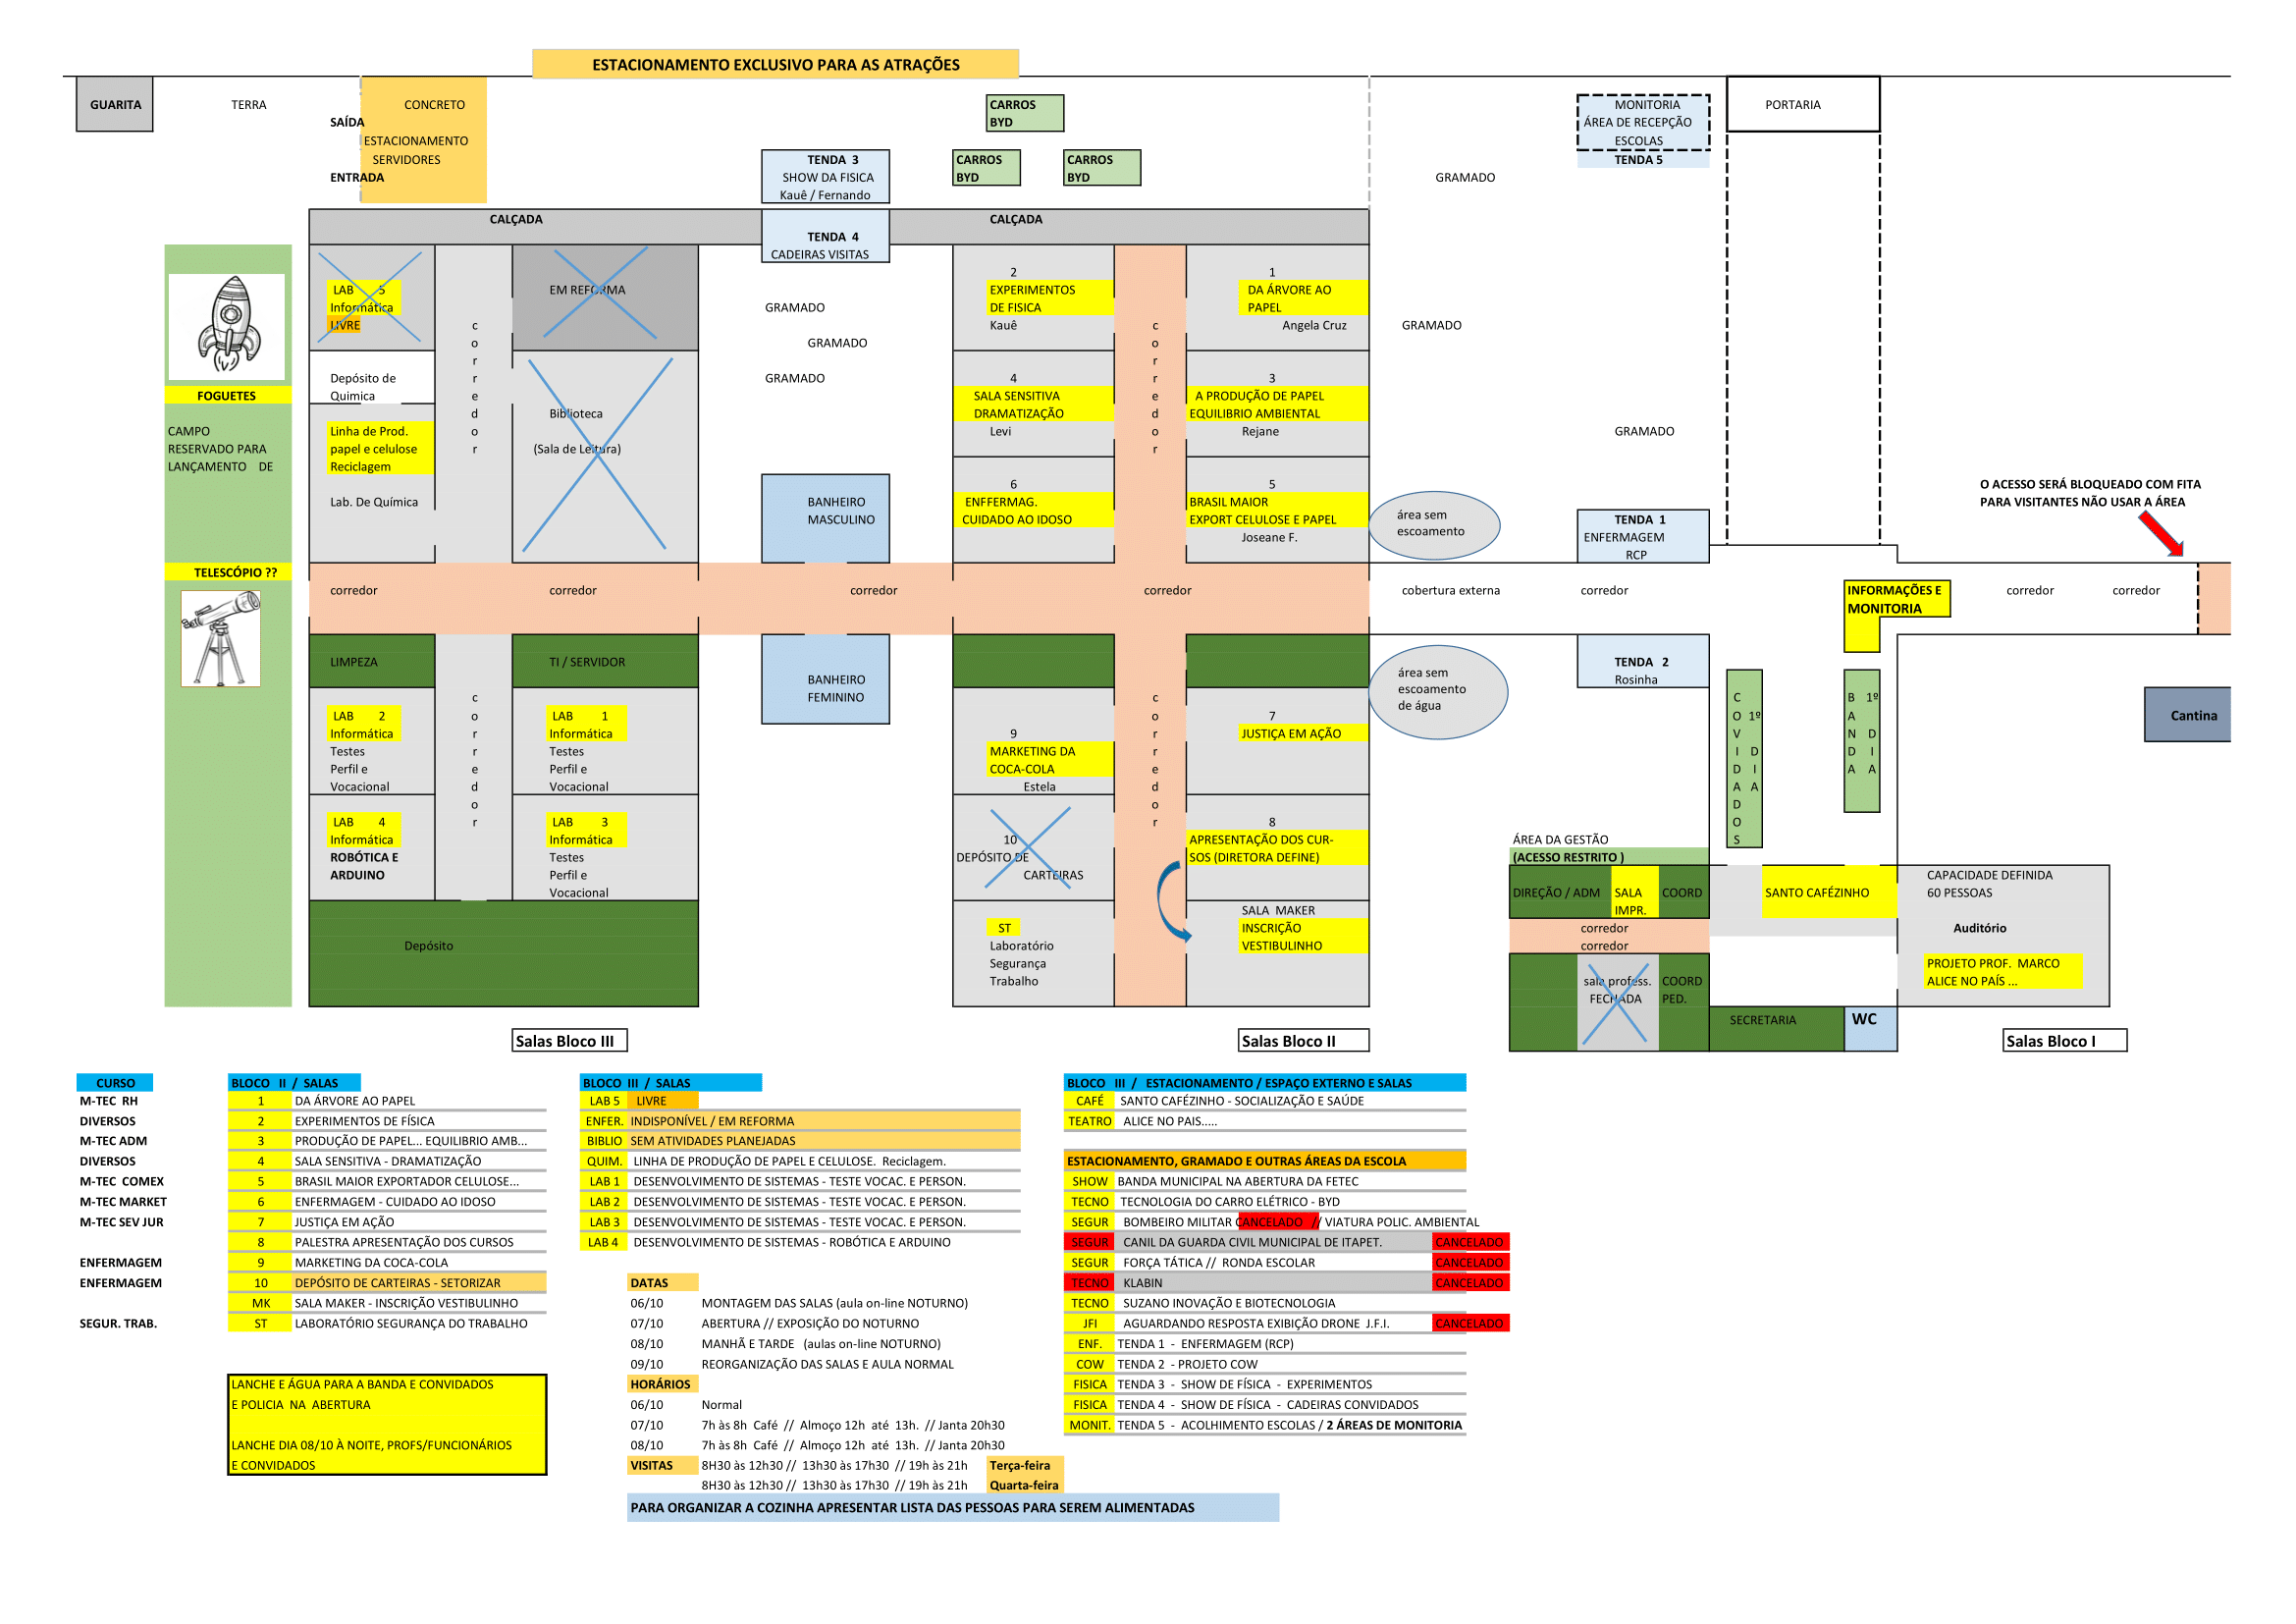 ESTACIONAMENTO EXCLUSIVO PARA AS ATRAÇÕES
GUARITA
TERRA
CONCRETO
SAÍDA
ESTACIONAMENTO
SERVIDORES
ENTRADA
CARROS
BYD
CARROS
BYD
CARROS
BYD
TENDA 3
SHOW DA FISICA
Kauê / Fernando
MONITORIA
ÁREA DE RECEPÇÃO
ESCOLAS
TENDA 5
PORTARIA
GRAMADO
CALÇADA
CALÇADA
TENDA 4
CADEIRAS VISITAS
FOGUETES
CAMPO
RESERVADO PARA
LANÇAMENTO DE
TELESCÓPIO ??
LAB 5
Informática
LIVRE
EM REFORMA
corredor
Depósito de
Quimica
Linha de Prod.
papel e celulose
Reciclagem
Lab. De Química
Biblioteca
(Sala de Leitura)
GRAMADO
GRAMADO
GRAMADO
BANHEIRO
MASCULINO
2
EXPERIMENTOS
DE FISICA
Kauê
1
DA ÁRVORE AO
PAPEL
Angela Cruz
corredor
4
SALA SENSITIVA
DRAMATIZAÇÃO
Levi
3
A PRODUÇÃO DE PAPEL
EQUILIBRIO AMBIENTAL
Rejane
6
ENFFERMAG.
CUIDADO AO IDOSO
5
BRASIL MAIOR
EXPORT CELULOSE E PAPEL
Joseane F.
GRAMADO
GRAMADO
área sem
escoamento
TENDA 1
ENFERMAGEM
RCP
O ACESSO SERÁ BLOQUEADO COM FITA
PARA VISITANTES NÃO USAR A ÁREA
corredor
corredor
corredor
corredor
cobertura externa
corredor
INFORMAÇÕES E
MONITORIA
corredor
corredor
LIMPEZA
TI / SERVIDOR
BANHEIRO
FEMININO
área sem
escoamento
de água
TENDA 2
Rosinha
LAB 2
Informática
Testes
Perfil e
Vocacional
corredor
LAB 1
Informática
Testes
Perfil e
Vocacional
9
MARKETING DA
COCA-COLA
Estela
corredor
7
JUSTIÇA EM AÇÃO
COVIDADOS
1º DIA
BANDA
1º DIA
Cantina
LAB 4
Informática
ROBÓTICA E
ARDUINO
LAB 3
Informática
Testes
Perfil e
Vocacional
10
DEPÓSITO DE
CARTEIRAS
8
APRESENTAÇÃO DOS CUR-
SOS (DIRETORA DEFINE)
ÁREA DA GESTÃO
(ACESSO RESTRITO )
DIREÇÃO / ADM
SALA
IMPR.
COORD
SANTO CAFÉZINHO
CAPACIDADE DEFINIDA
60 PESSOAS
Auditório
PROJETO PROF. MARCO
ALICE NO PAÍS ...
Depósito
ST
Laboratório
Segurança
Trabalho
SALA MAKER
INSCRIÇÃO
VESTIBULINHO
corredor
corredor
sala profess.
FECHADA
COORD
PED.
SECRETARIA
WC
Salas Bloco III
Salas Bloco II
Salas Bloco I
CURSO
M-TEC RH
DIVERSOS
M-TEC ADM
DIVERSOS
M-TEC COMEX
M-TEC MARKET
M-TEC SEV JUR
ENFERMAGEM
ENFERMAGEM
SEGUR. TRAB.
BLOCO II / SALAS
1 DA ÁRVORE AO PAPEL
2 EXPERIMENTOS DE FÍSICA
3 PRODUÇÃO DE PAPEL... EQUILIBRIO AMB...
4 SALA SENSITIVA - DRAMATIZAÇÃO
5 BRASIL MAIOR EXPORTADOR CELULOSE...
6 ENFERMAGEM - CUIDADO AO IDOSO
7 JUSTIÇA EM AÇÃO
8 PALESTRA APRESENTAÇÃO DOS CURSOS
9 MARKETING DA COCA-COLA
10 DEPÓSITO DE CARTEIRAS - SETORIZAR
MK SALA MAKER - INSCRIÇÃO VESTIBULINHO
ST LABORATÓRIO SEGURANÇA DO TRABALHO
LANCHE E ÁGUA PARA A BANDA E CONVIDADOS
E POLICIA NA ABERTURA
LANCHE DIA 08/10 À NOITE, PROFS/FUNCIONÁRIOS
E CONVIDADOS
BLOCO III / SALAS
LAB 5 LIVRE
ENFER. INDISPONÍVEL / EM REFORMA
BIBLIO SEM ATIVIDADES PLANEJADAS
QUIM. LINHA DE PRODUÇÃO DE PAPEL E CELULOSE. Reciclagem.
LAB 1 DESENVOLVIMENTO DE SISTEMAS - TESTE VOCAC. E PERSON.
LAB 2 DESENVOLVIMENTO DE SISTEMAS - TESTE VOCAC. E PERSON.
LAB 3 DESENVOLVIMENTO DE SISTEMAS - TESTE VOCAC. E PERSON.
LAB 4 DESENVOLVIMENTO DE SISTEMAS - ROBÓTICA E ARDUINO
DATAS
06/10 MONTAGEM DAS SALAS (aula on-line NOTURNO)
07/10 ABERTURA // EXPOSIÇÃO DO NOTURNO
08/10 MANHÃ E TARDE (aulas on-line NOTURNO)
09/10 REORGANIZAÇÃO DAS SALAS E AULA NORMAL
HORÁRIOS
06/10 Normal
07/10 7h às 8h Café // Almoço 12h até 13h. // Janta 20h30
08/10 7h às 8h Café // Almoço 12h até 13h. // Janta 20h30
VISITAS 8H30 às 12h30 // 13h30 às 17h30 // 19h às 21h Terça-feira
8H30 às 12h30 // 13h30 às 17h30 // 19h às 21h Quarta-feira
PARA ORGANIZAR A COZINHA APRESENTAR LISTA DAS PESSOAS PARA SEREM ALIMENTADAS
BLOCO III / ESTACIONAMENTO / ESPAÇO EXTERNO E SALAS
CAFÉ SANTO CAFÉZINHO - SOCIALIZAÇÃO E SAÚDE
TEATRO ALICE NO PAIS.....
ESTACIONAMENTO, GRAMADO E OUTRAS ÁREAS DA ESCOLA
SHOW BANDA MUNICIPAL NA ABERTURA DA FETEC
TECNO TECNOLOGIA DO CARRO ELÉTRICO - BYD
SEGUR BOMBEIRO MILITAR CANCELADO // VIATURA POLIC. AMBIENTAL
SEGUR CANIL DA GUARDA CIVIL MUNICIPAL DE ITAPET. CANCELADO
SEGUR FORÇA TÁTICA // RONDA ESCOLAR CANCELADO
TECNO KLABIN CANCELADO
TECNO SUZANO INOVAÇÃO E BIOTECNOLOGIA
JFI AGUARDANDO RESPOSTA EXIBIÇÃO DRONE J.F.I. CANCELADO
ENF. TENDA 1 - ENFERMAGEM (RCP)
COW TENDA 2 - PROJETO COW
FISICA TENDA 3 - SHOW DE FÍSICA - EXPERIMENTOS
FISICA TENDA 4 - SHOW DE FÍSICA - CADEIRAS CONVIDADOS
MONIT. TENDA 5 - ACOLHIMENTO ESCOLAS / 2 ÁREAS DE MONITORIA